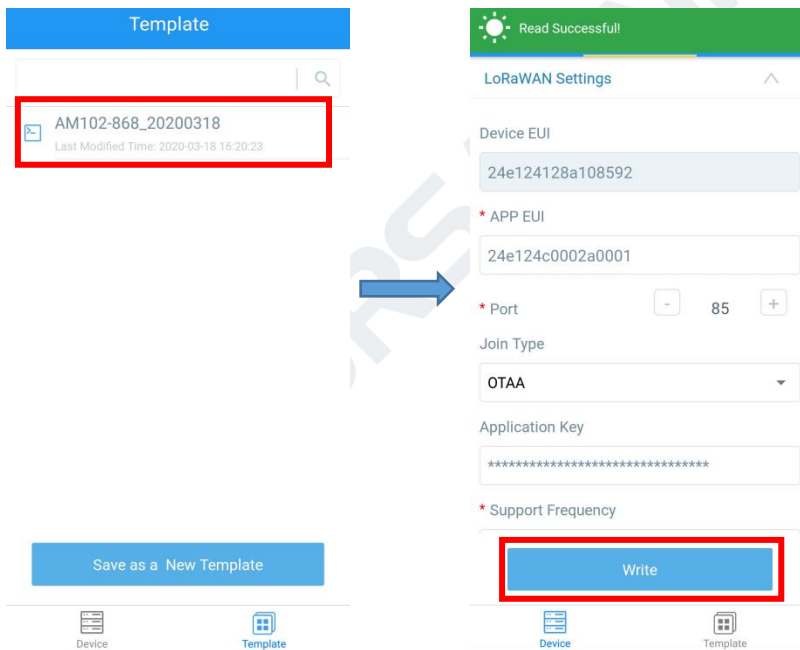 Template
AM102-868_20200318
Last Modified Time: 2020-03-18 16:20:23
Save as a New Template
Device
Template
Read Successful!
LoRaWAN Settings
Device EUI
24e124128a108592
* APP EUI
24e124c0002a0001
* Port - 85 +
Join Type
OTAA
Application Key
********************************
* Support Frequency
Write
Device
Template